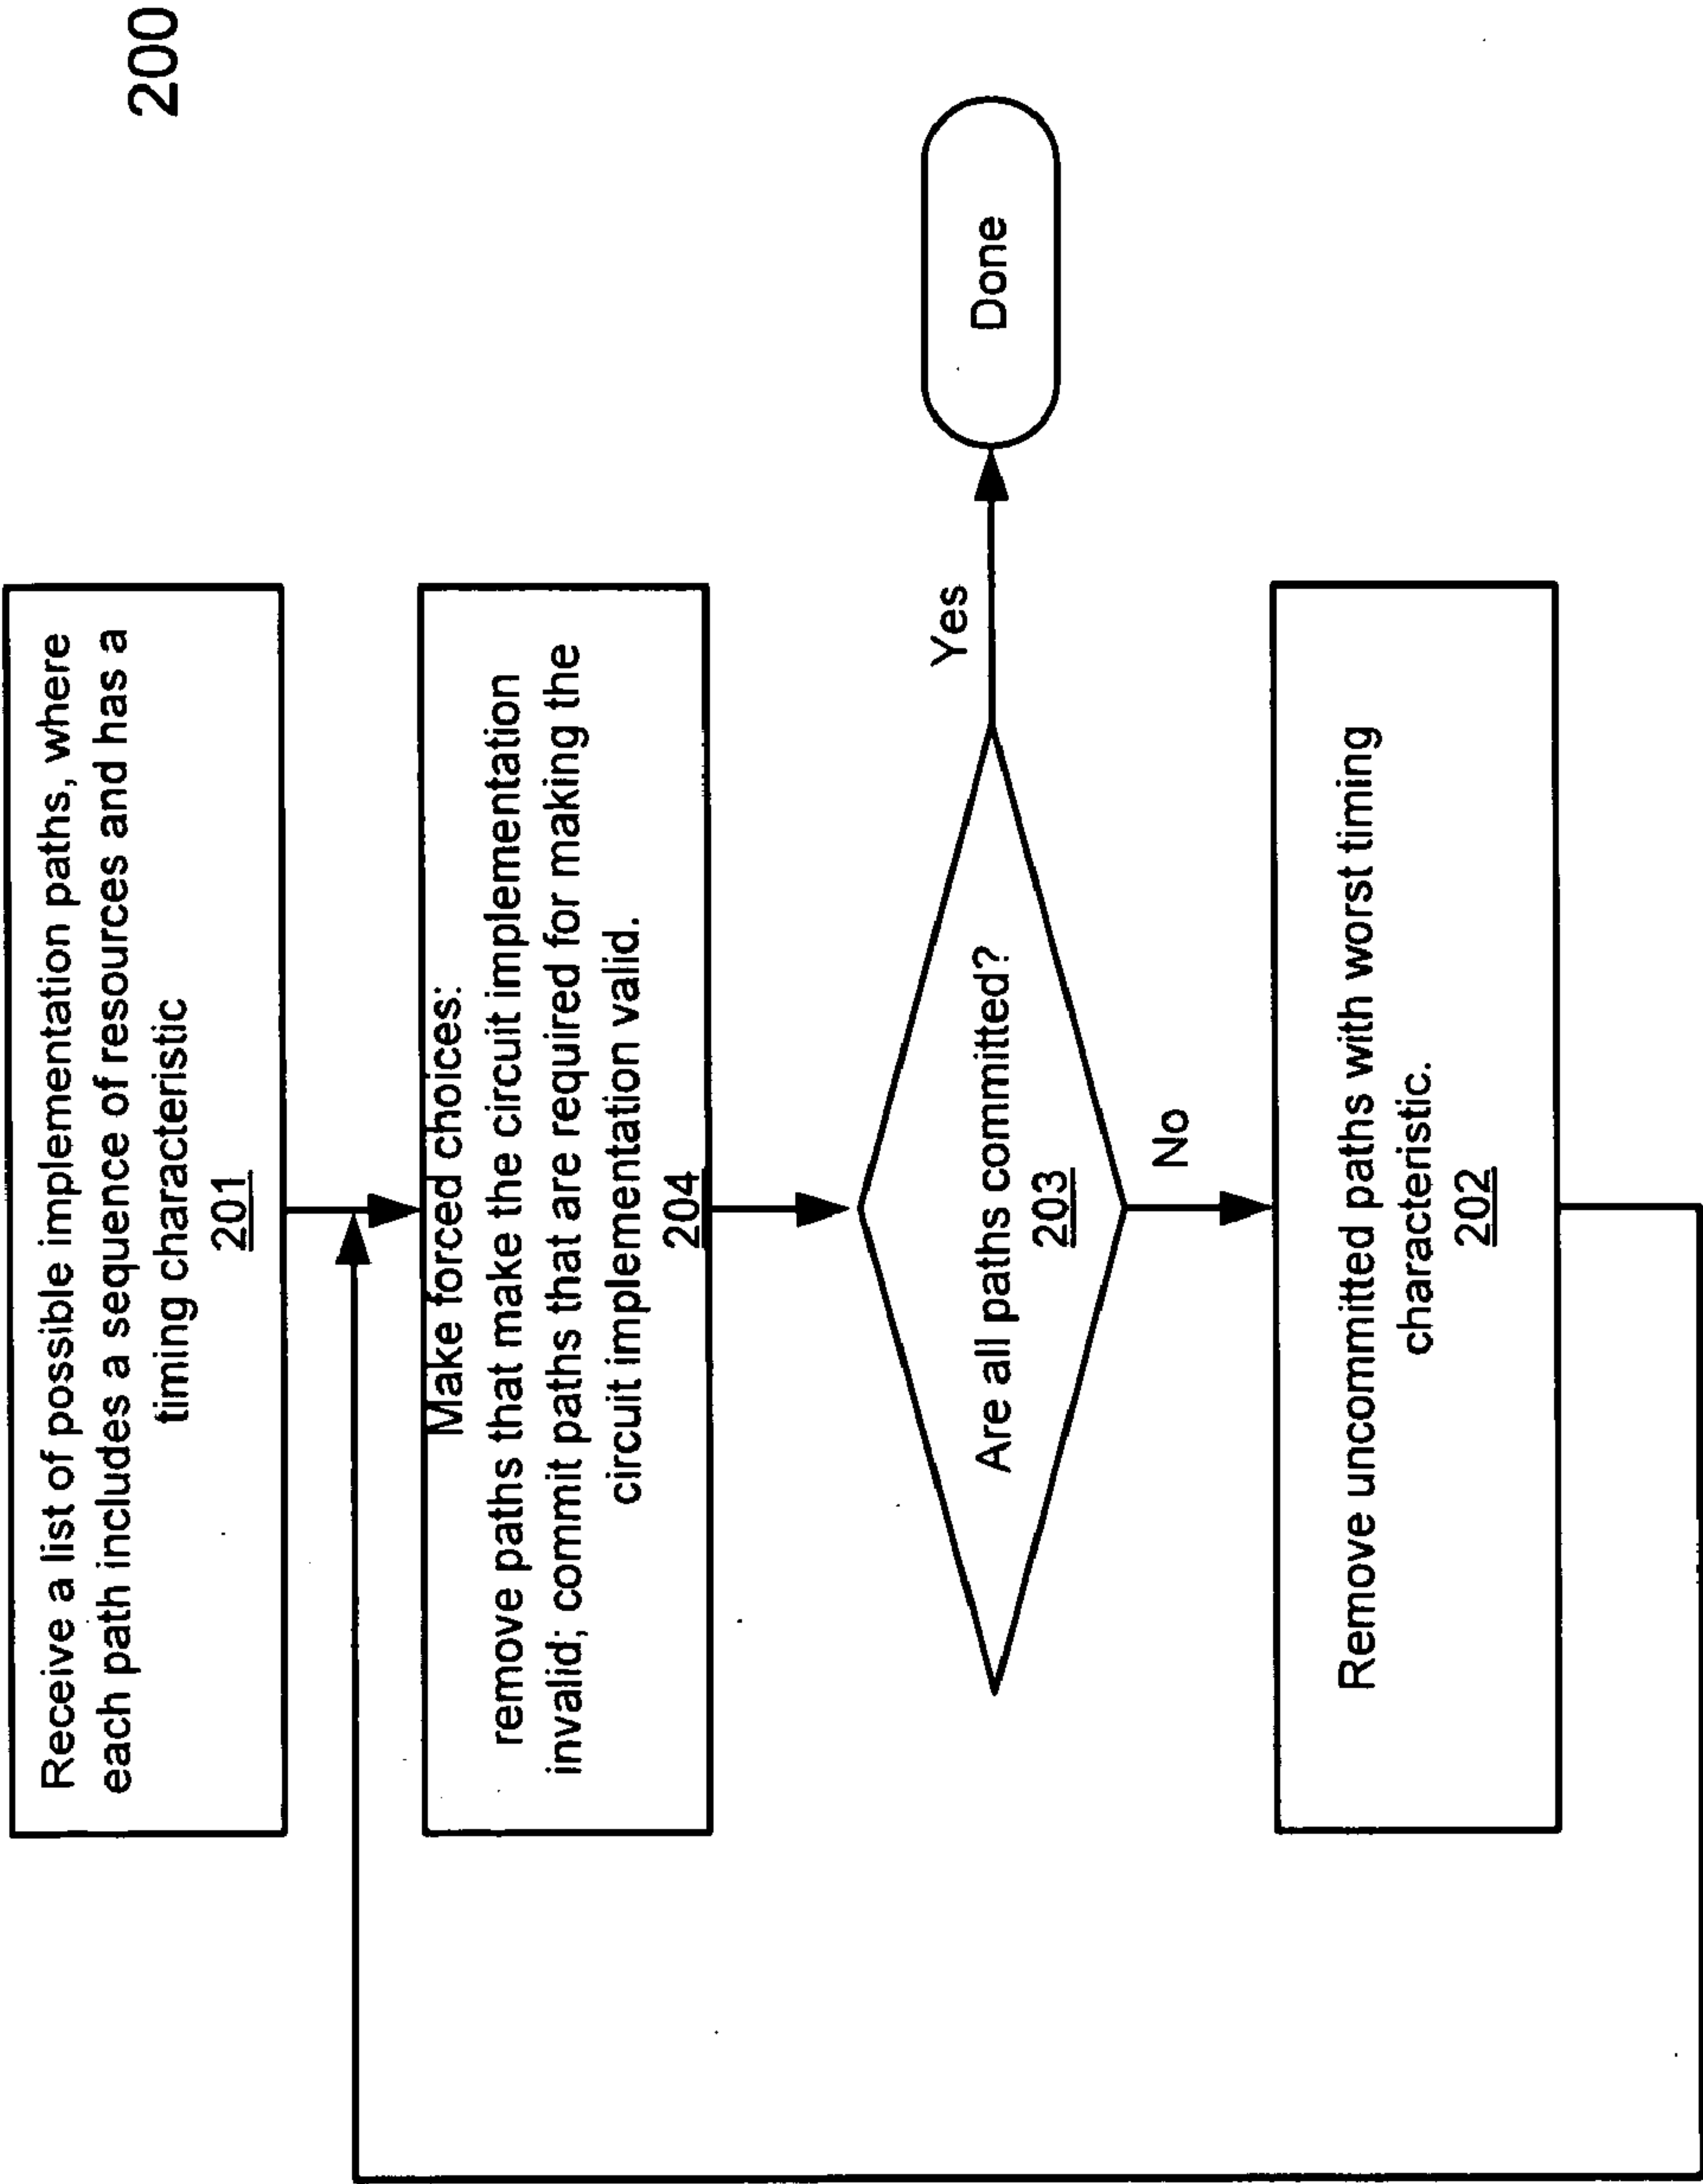 200
Receive a list of possible implementation paths, where
each path includes a sequence of resources and has a
timing characteristic
201
Make forced choices:
remove paths that make the circuit implementation
invalid; commit paths that are required for making the
circuit implementation valid.
204
Are all paths committed?
203
Yes
Done
No
Remove uncommitted paths with worst timing
characteristic.
202